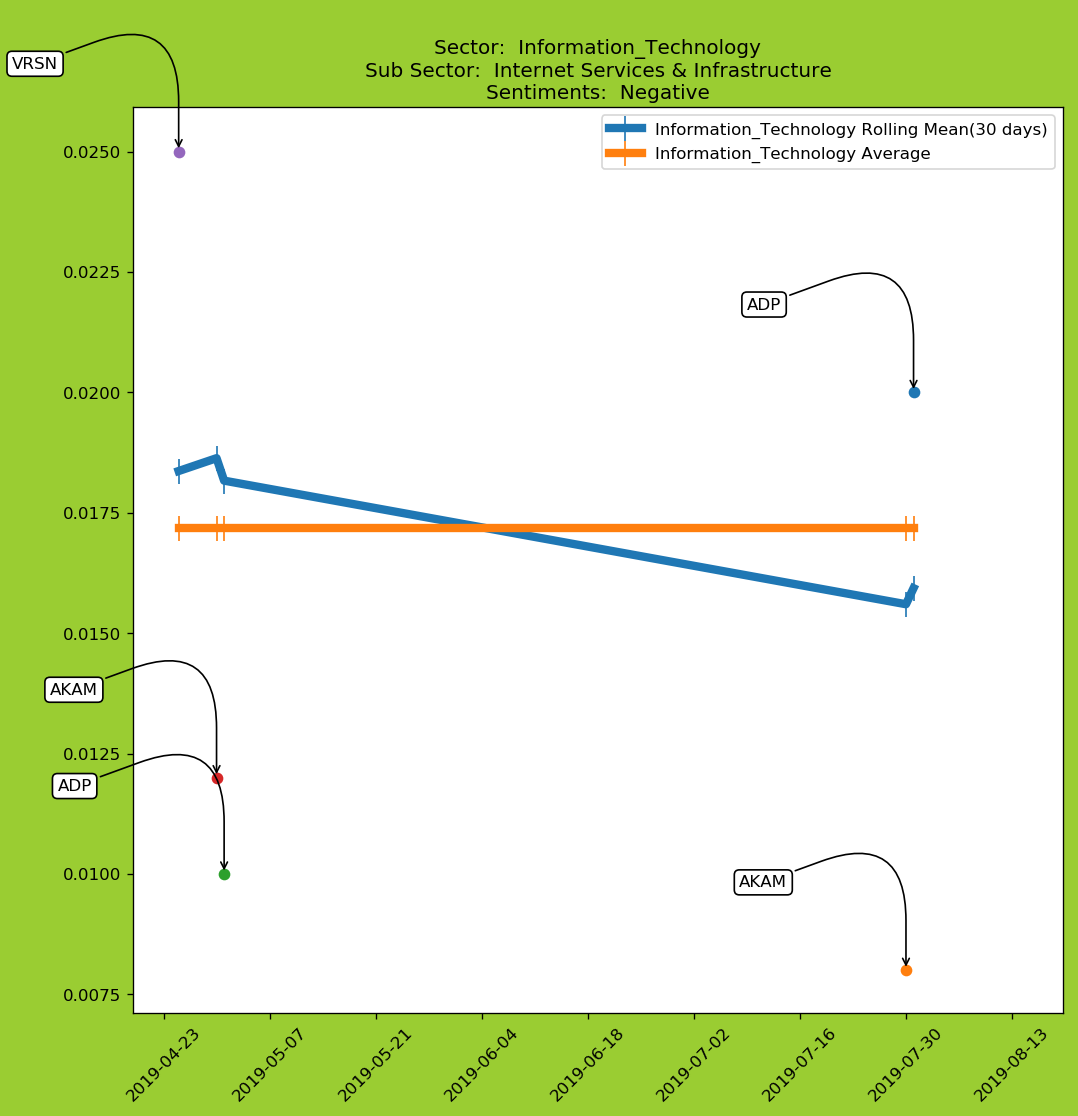 VRSN
Sector:  Information_Technology
Sub Sector:  Internet Services & Infrastructure
Sentiments:  Negative
Information_Technology Rolling Mean(30 days)
Information_Technology Average
0.0250
0.0225
ADP
0.0200
0.0175
0.0150
AKAM
0.0125
ADP
0.0100
AKAM
0.0075
2019-04-23
2019-05-07
2019-05-21
2019-06-04
2019-06-18
2019-07-02
2019-07-16
2019-07-30
2019-08-13